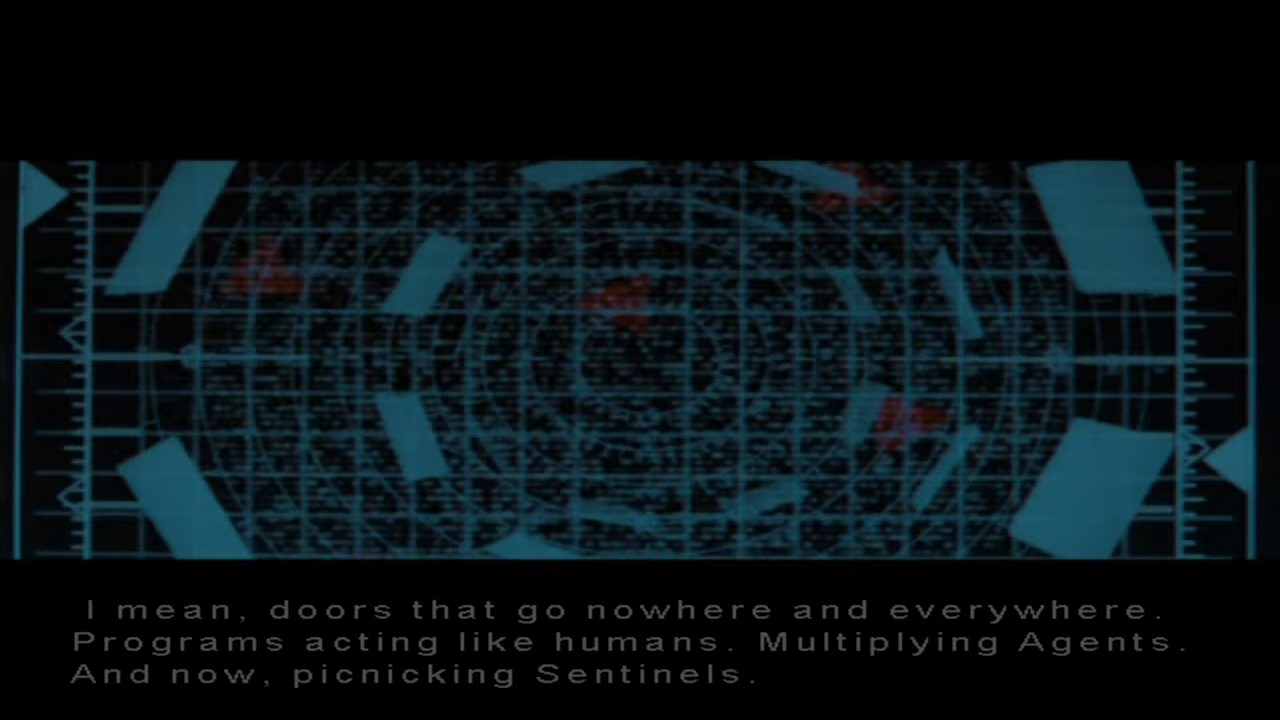 I mean, doors that go nowhere and everywhere.
Programs acting like humans. Multiplying Agents.
And now, picnicking Sentinels.